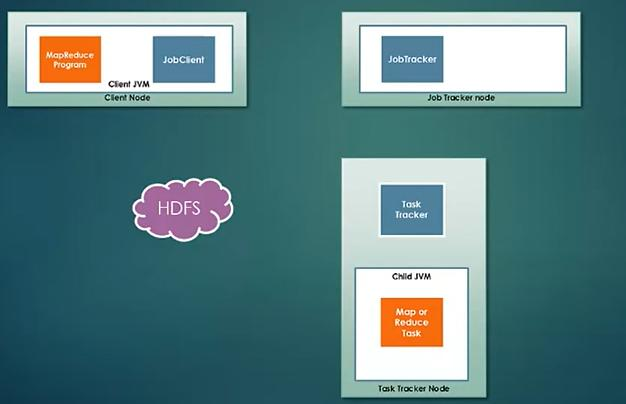 MapReduce
Program
JobClient
Client JVM
Client Node
JobTracker
Job Tracker node
HDFS
Task
Tracker
Child JVM
Map or
Reduce
Task
Task Tracker Node